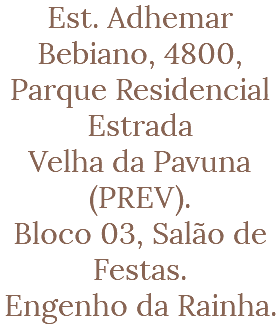 Est. Adhemar
Bebiano, 4800,
Parque Residencial
Estrada
Velha da Pavuna
(PREV).
Bloco 03, Salão de
Festas.
Engenho da Rainha.